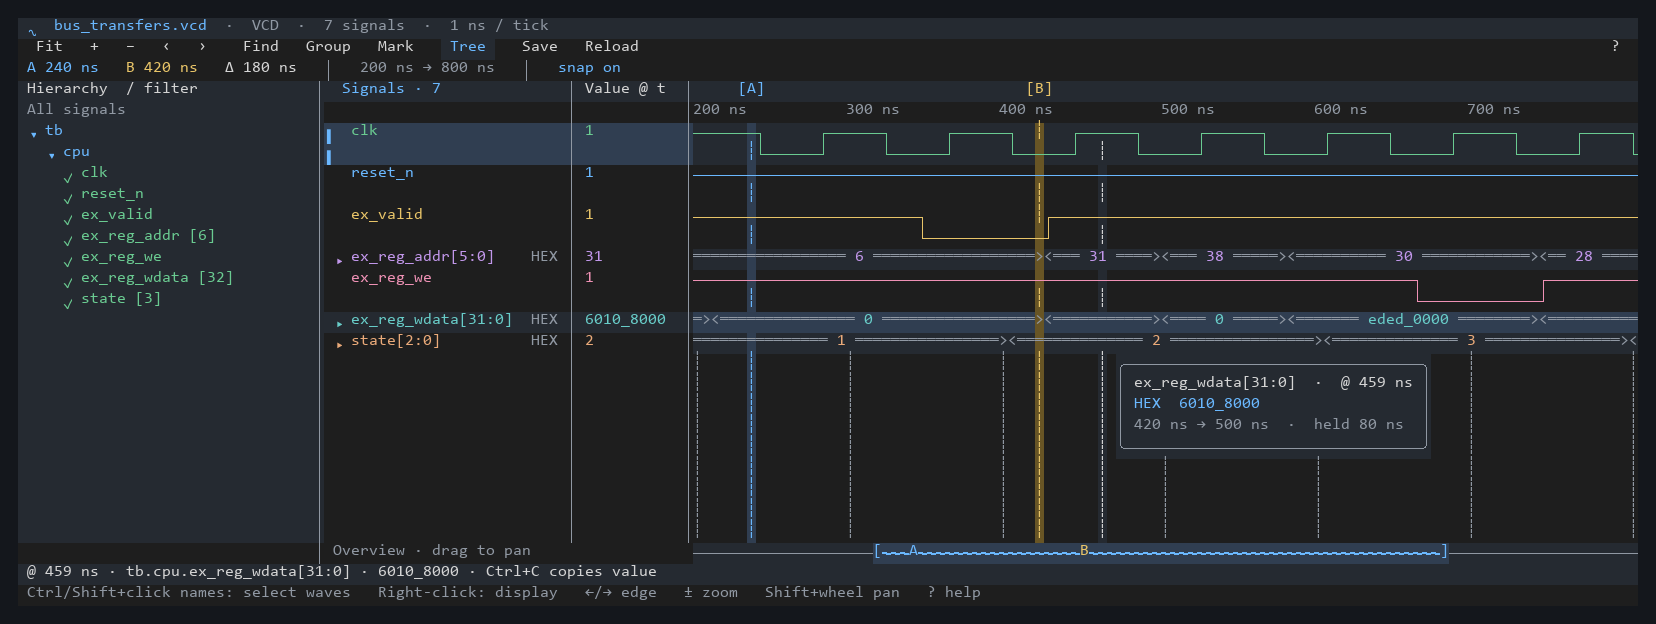 bus_transfers.vcd · VCD · 7 signals · 1 ns / tick
Fit + − ‹ › Find Group Mark Tree Save Reload ?
A 240 ns B 420 ns Δ 180 ns │ 200 ns → 800 ns │ snap on
Hierarchy / filter Signals · 7 Value @ t [A] [B]
All signals 200 ns 300 ns 400 ns 500 ns 600 ns 700 ns
▾ tb clk 1
▾ cpu
✓ clk reset_n 1
✓ reset_n
✓ ex_valid ex_valid 1
✓ ex_reg_addr [6]
✓ ex_reg_we ▸ ex_reg_addr[5:0] HEX 31 6 31 38 30 28
✓ ex_reg_wdata [32] ex_reg_we 1
✓ state [3]
▸ ex_reg_wdata[31:0] HEX 6010_8000 0 0 eded_0000
▸ state[2:0] HEX 2 1 2 3
ex_reg_wdata[31:0] · @ 459 ns
HEX 6010_8000
420 ns → 500 ns · held 80 ns
Overview · drag to pan [ A B ]
@ 459 ns · tb.cpu.ex_reg_wdata[31:0] · 6010_8000 · Ctrl+C copies value
Ctrl/Shift+click names: select waves Right-click: display ←/→ edge ± zoom Shift+wheel pan ? help